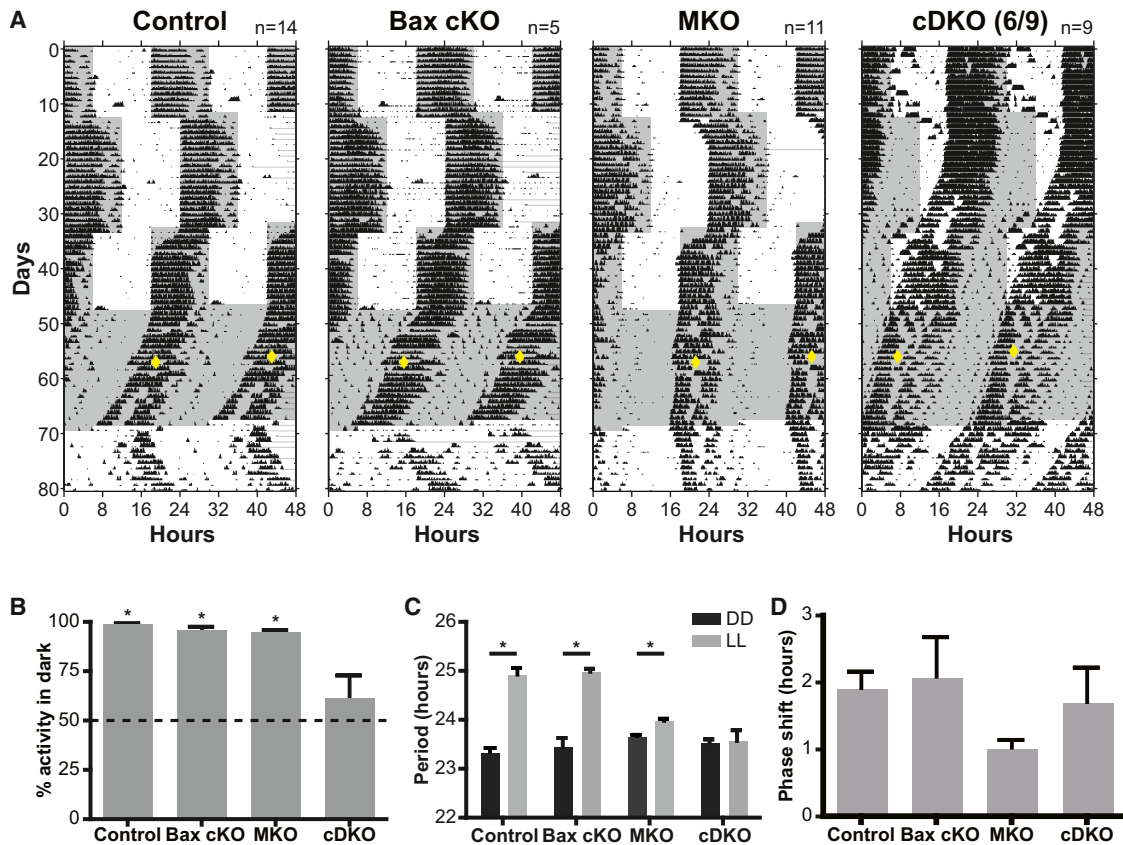 A
Control
n=14
Bax cKO
n=5
MKO
n=11
cDKO (6/9)
n=9
Days
0
10
20
30
40
50
60
70
80
0 8 16 24 32 40 48
0 8 16 24 32 40 48
0 8 16 24 32 40 48
0 8 16 24 32 40 48
Hours
Hours
Hours
Hours
B
% activity in dark
100
75
50
25
0
* * *
Control Bax cKO MKO cDKO
C
Period (hours)
26
25
24
23
22
* * *
DD
LL
Control Bax cKO MKO cDKO
D
Phase shift (hours)
3
2
1
0
Control Bax cKO MKO cDKO